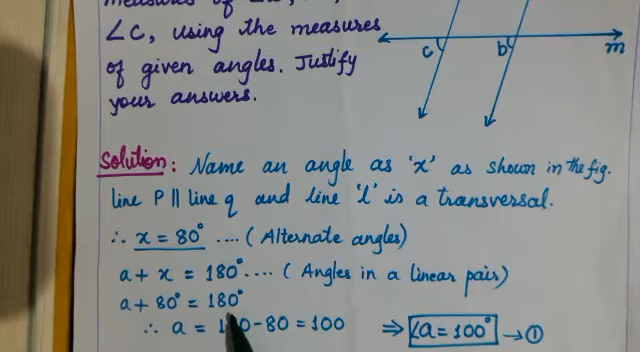 ∠C, using the measures
of given angles. Justify
your answers.
c b m
Solution: Name an angle as 'x' as shown in the fig.
line P || line q and line 'l' is a transversal.
∴ x = 80° .... (Alternate angles)
a + x = 180° .... (Angles in a linear pair)
a + 80° = 180°
∴ a = 180-80 = 100 ⇒ ∠a = 100° → ①